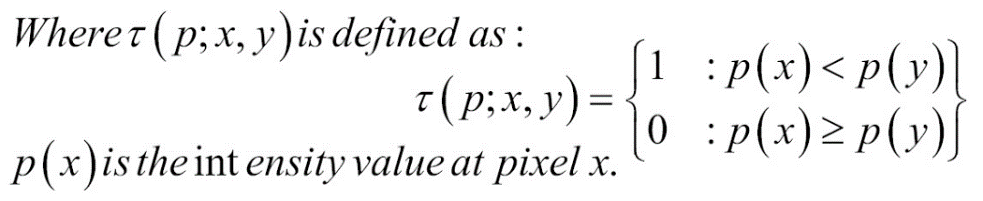 Where τ(p;x,y) is defined as :
τ(p;x,y) = {1 : p(x) < p(y)
0 : p(x) ≥ p(y)}
p(x) is the int ensity value at pixel x.